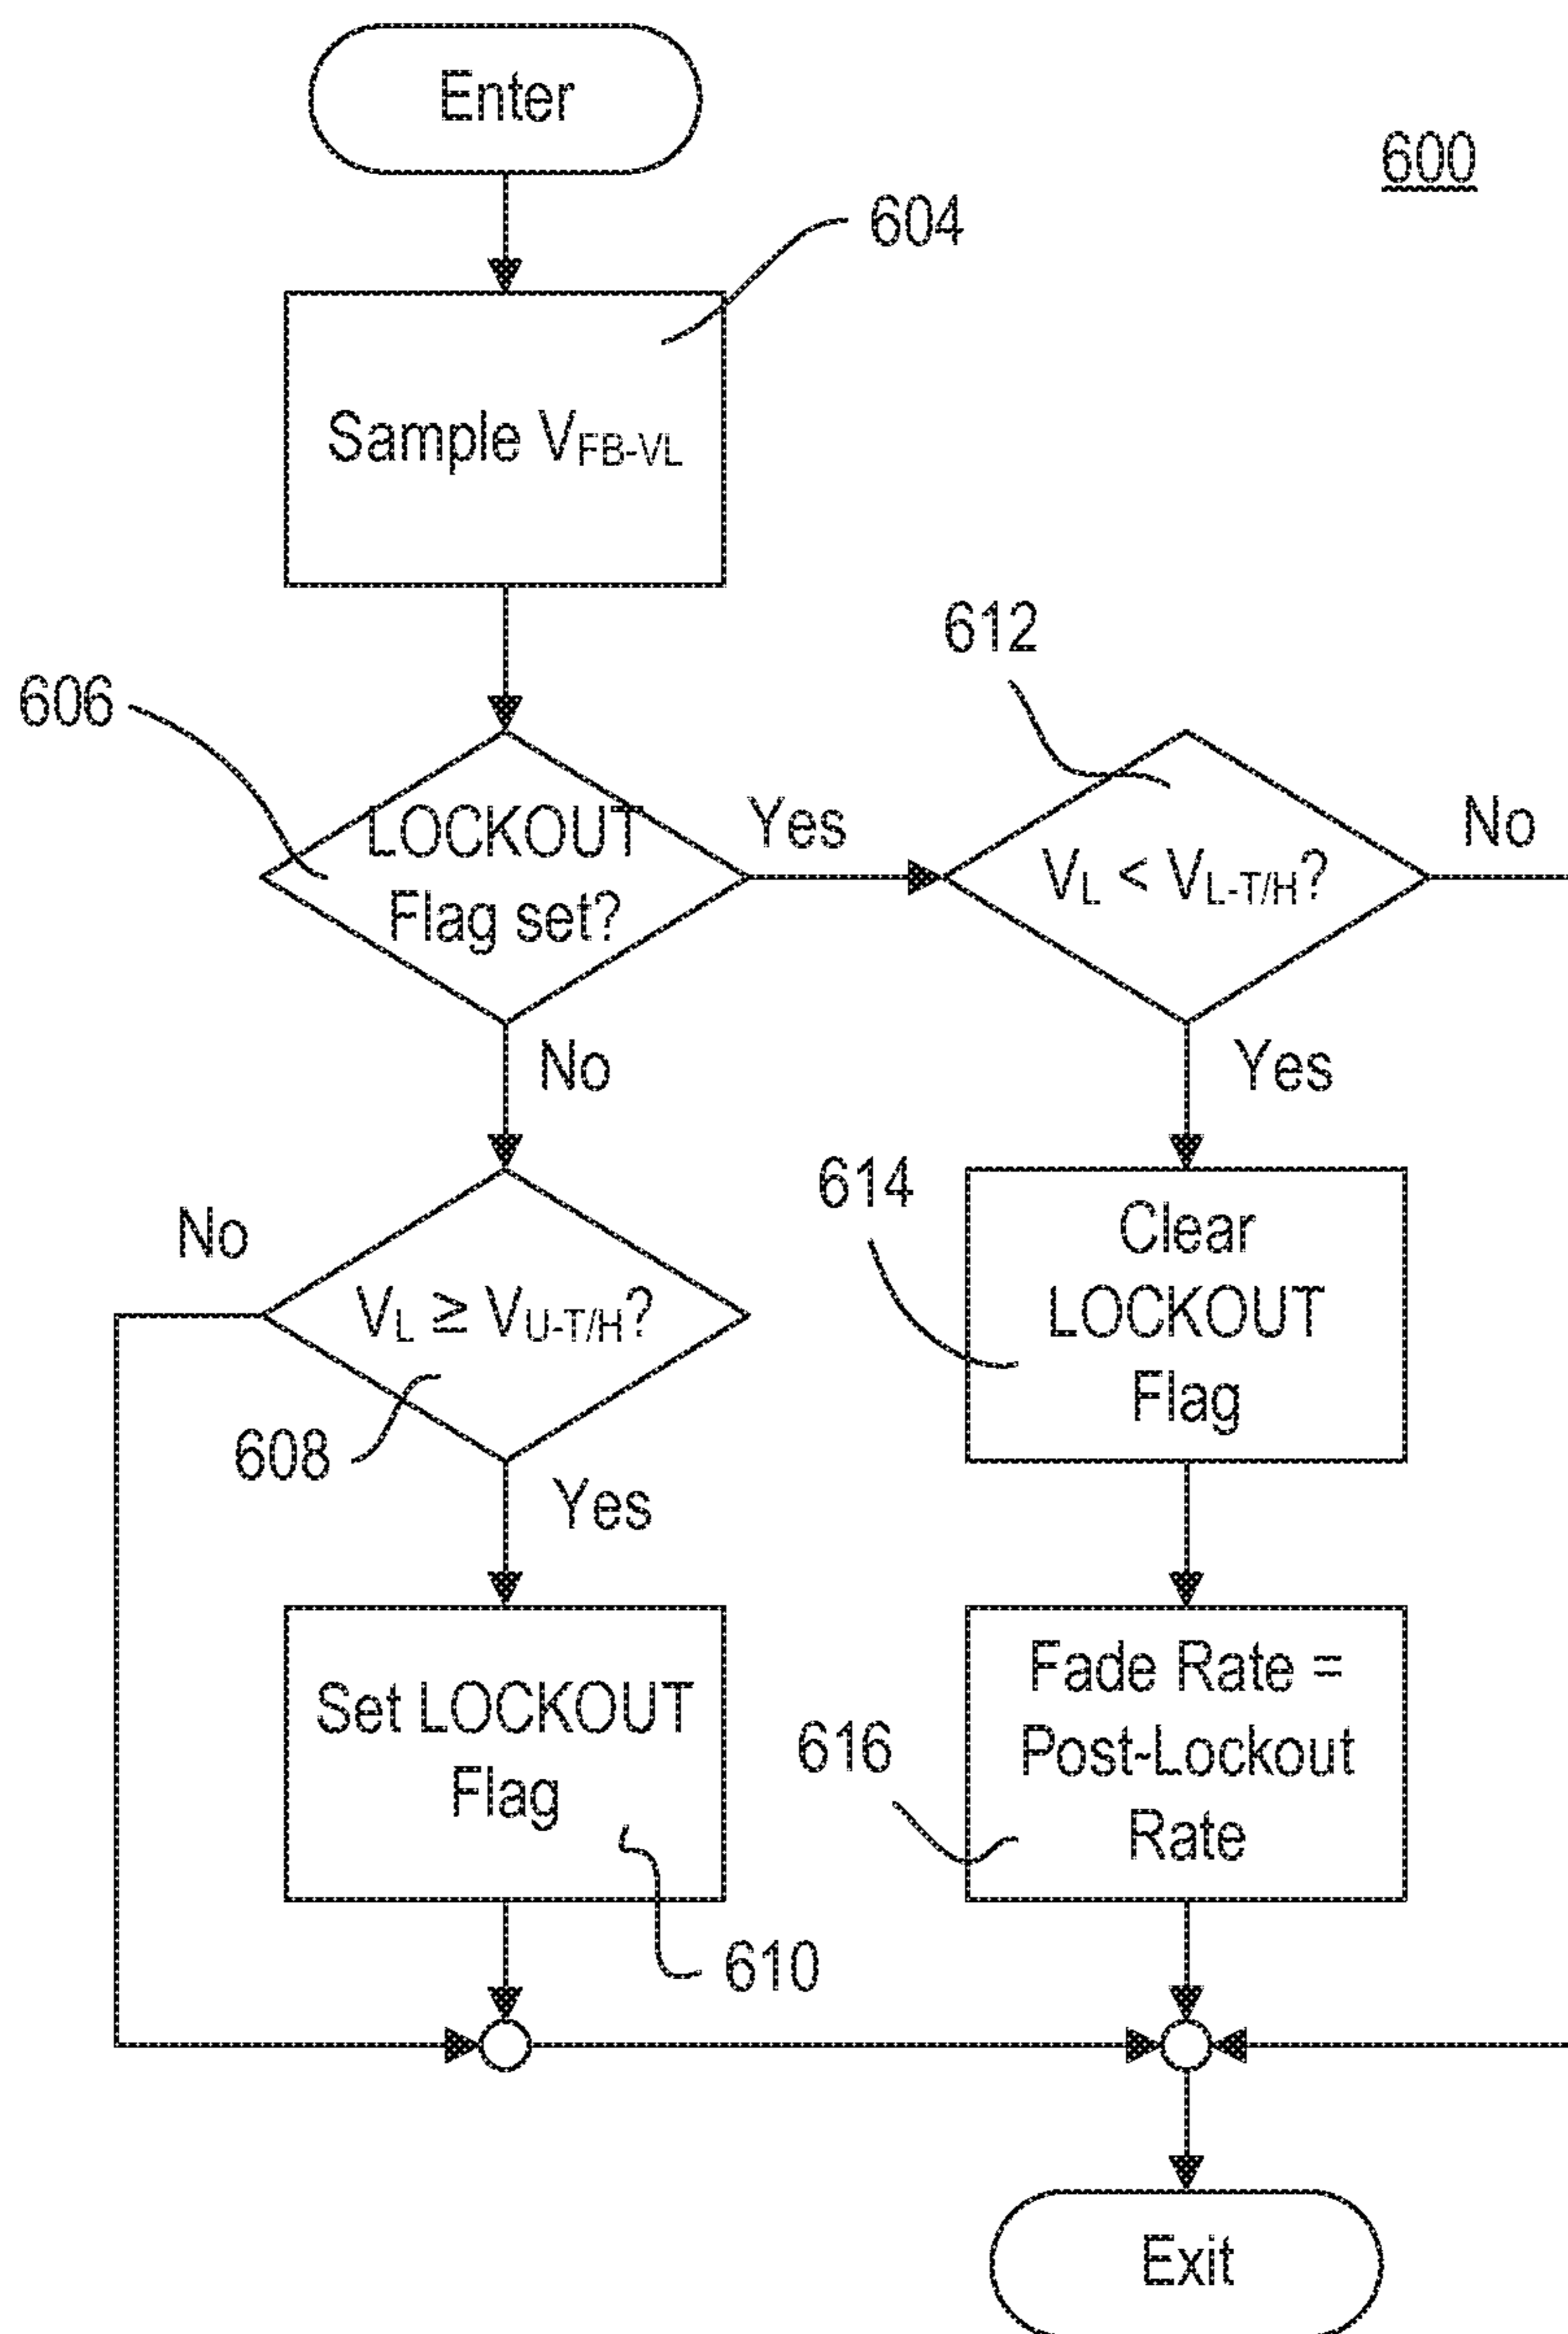 Enter
600
604
Sample VFB-VL
606
612
LOCKOUT
Flag set?
Yes
VL < VL-T/H?
No
No
Yes
614
Clear
LOCKOUT
Flag
No
VL ≥ VU-T/H?
608
Yes
Set LOCKOUT
Flag
610
Fade Rate =
Post-Lockout
Rate
616
Exit